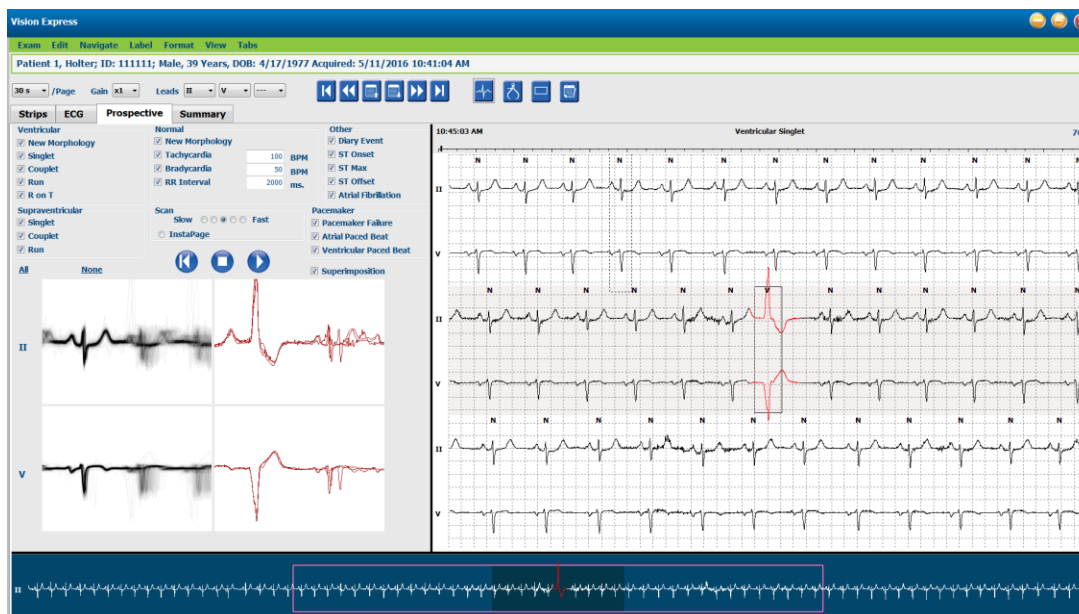 Vision Express
Exam Edit Navigate Label Format View Tabs
Patient 1, Holter; ID: 111111; Male, 39 Years, DOB: 4/17/1977 Acquired: 5/11/2016 10:41:04 AM
30 s /Page Gain x1 Leads II V ---
Strips ECG Prospective Summary
Ventricular
New Morphology
Singlet
Couplet
Run
R on T
Normal
New Morphology
Tachycardia 100 BPM
Bradycardia 50 BPM
RR Interval 2000 ms.
Other
Diary Event
ST Onset
ST Max
ST Offset
Atrial Fibrillation
Supraventricular
Singlet
Couplet
Run
Scan
Slow Fast
InstaPage
Pacemaker
Pacemaker Failure
Atrial Paced Beat
Ventricular Paced Beat
All None
Superimposition
II
V
10:45:03 AM Ventricular Singlet 70
N N N N N N N N N N N N N
II
V
N N N N N N V N N N N N
II
V
N N N N N N N N N N N N
II
V
II